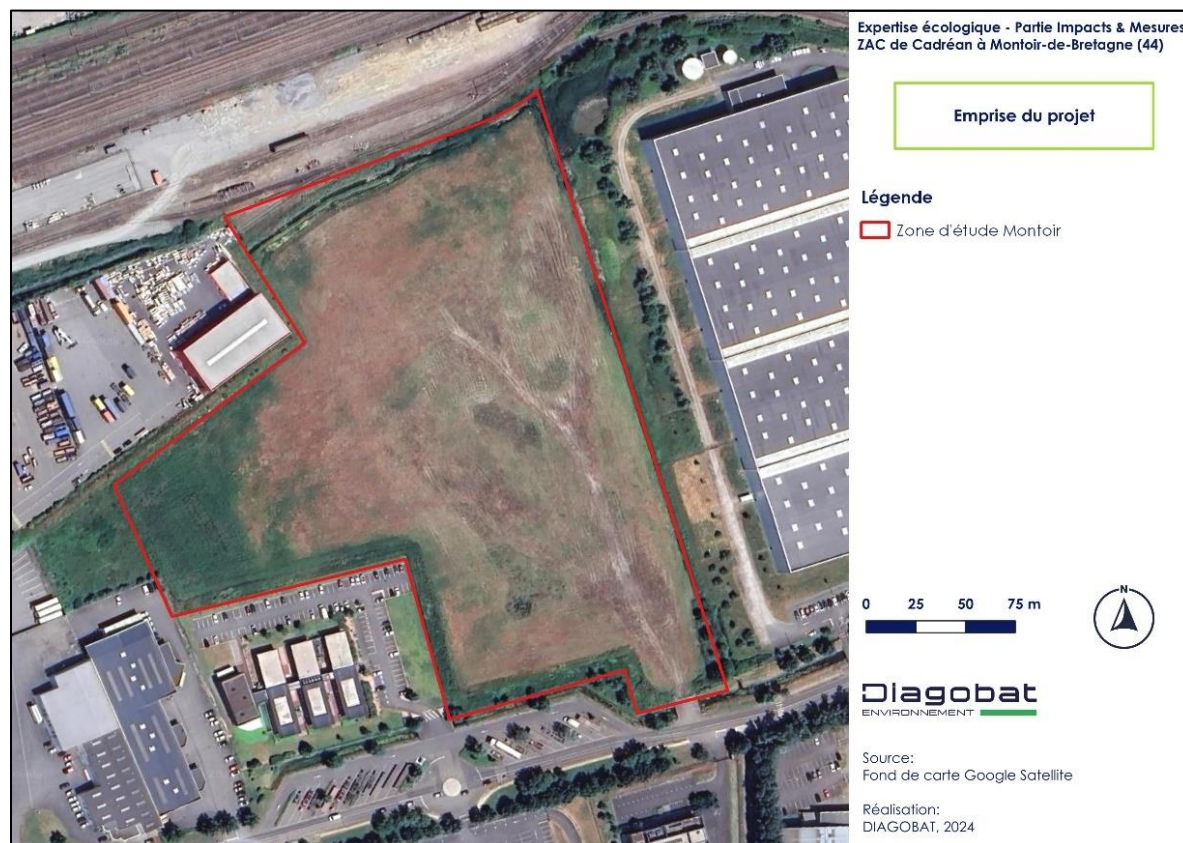 Expertise écologique - Partie Impacts & Mesures
ZAC de Cadréan à Montoir-de-Bretagne (44)
Emprise du projet
Légende
Zone d'étude Montoir
0 25 50 75 m
N
Diagobat
ENVIRONNEMENT
Source:
Fond de carte Google Satellite
Réalisation:
DIAGOBAT, 2024